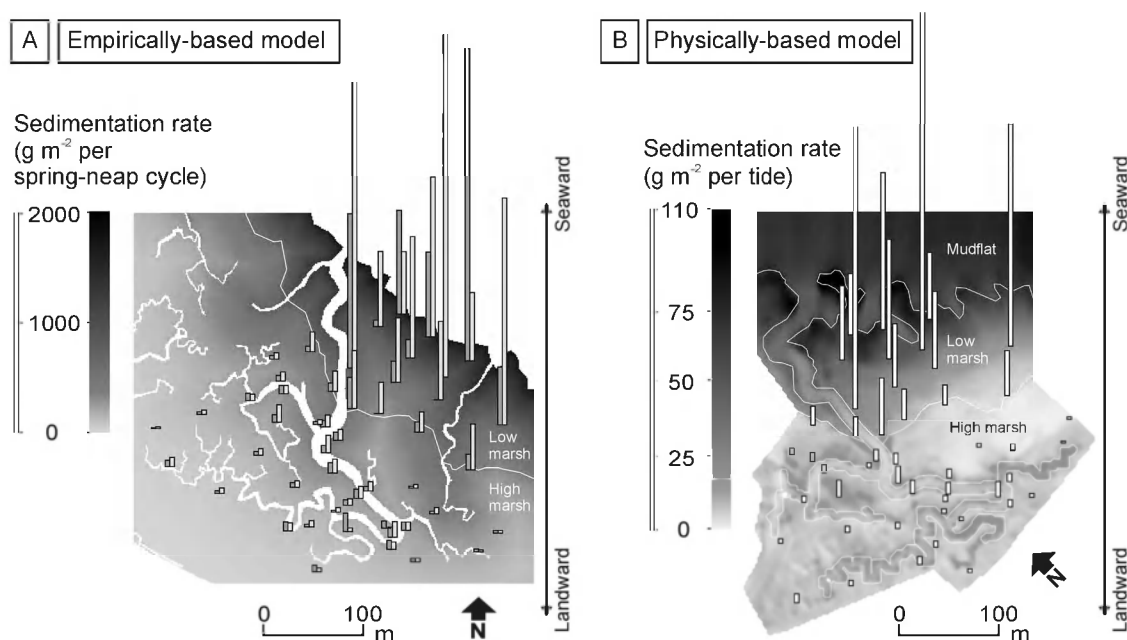 A Empirically-based model
Sedimentation rate
(g m⁻² per
spring-neap cycle)
2000
1000
0
Low
marsh
High
marsh
Seaward
Landward
0 100
m
N
B Physically-based model
Sedimentation rate
(g m⁻² per tide)
110
75
50
25
0
Mudflat
Low
marsh
High marsh
Seaward
Landward
N
0 100
m